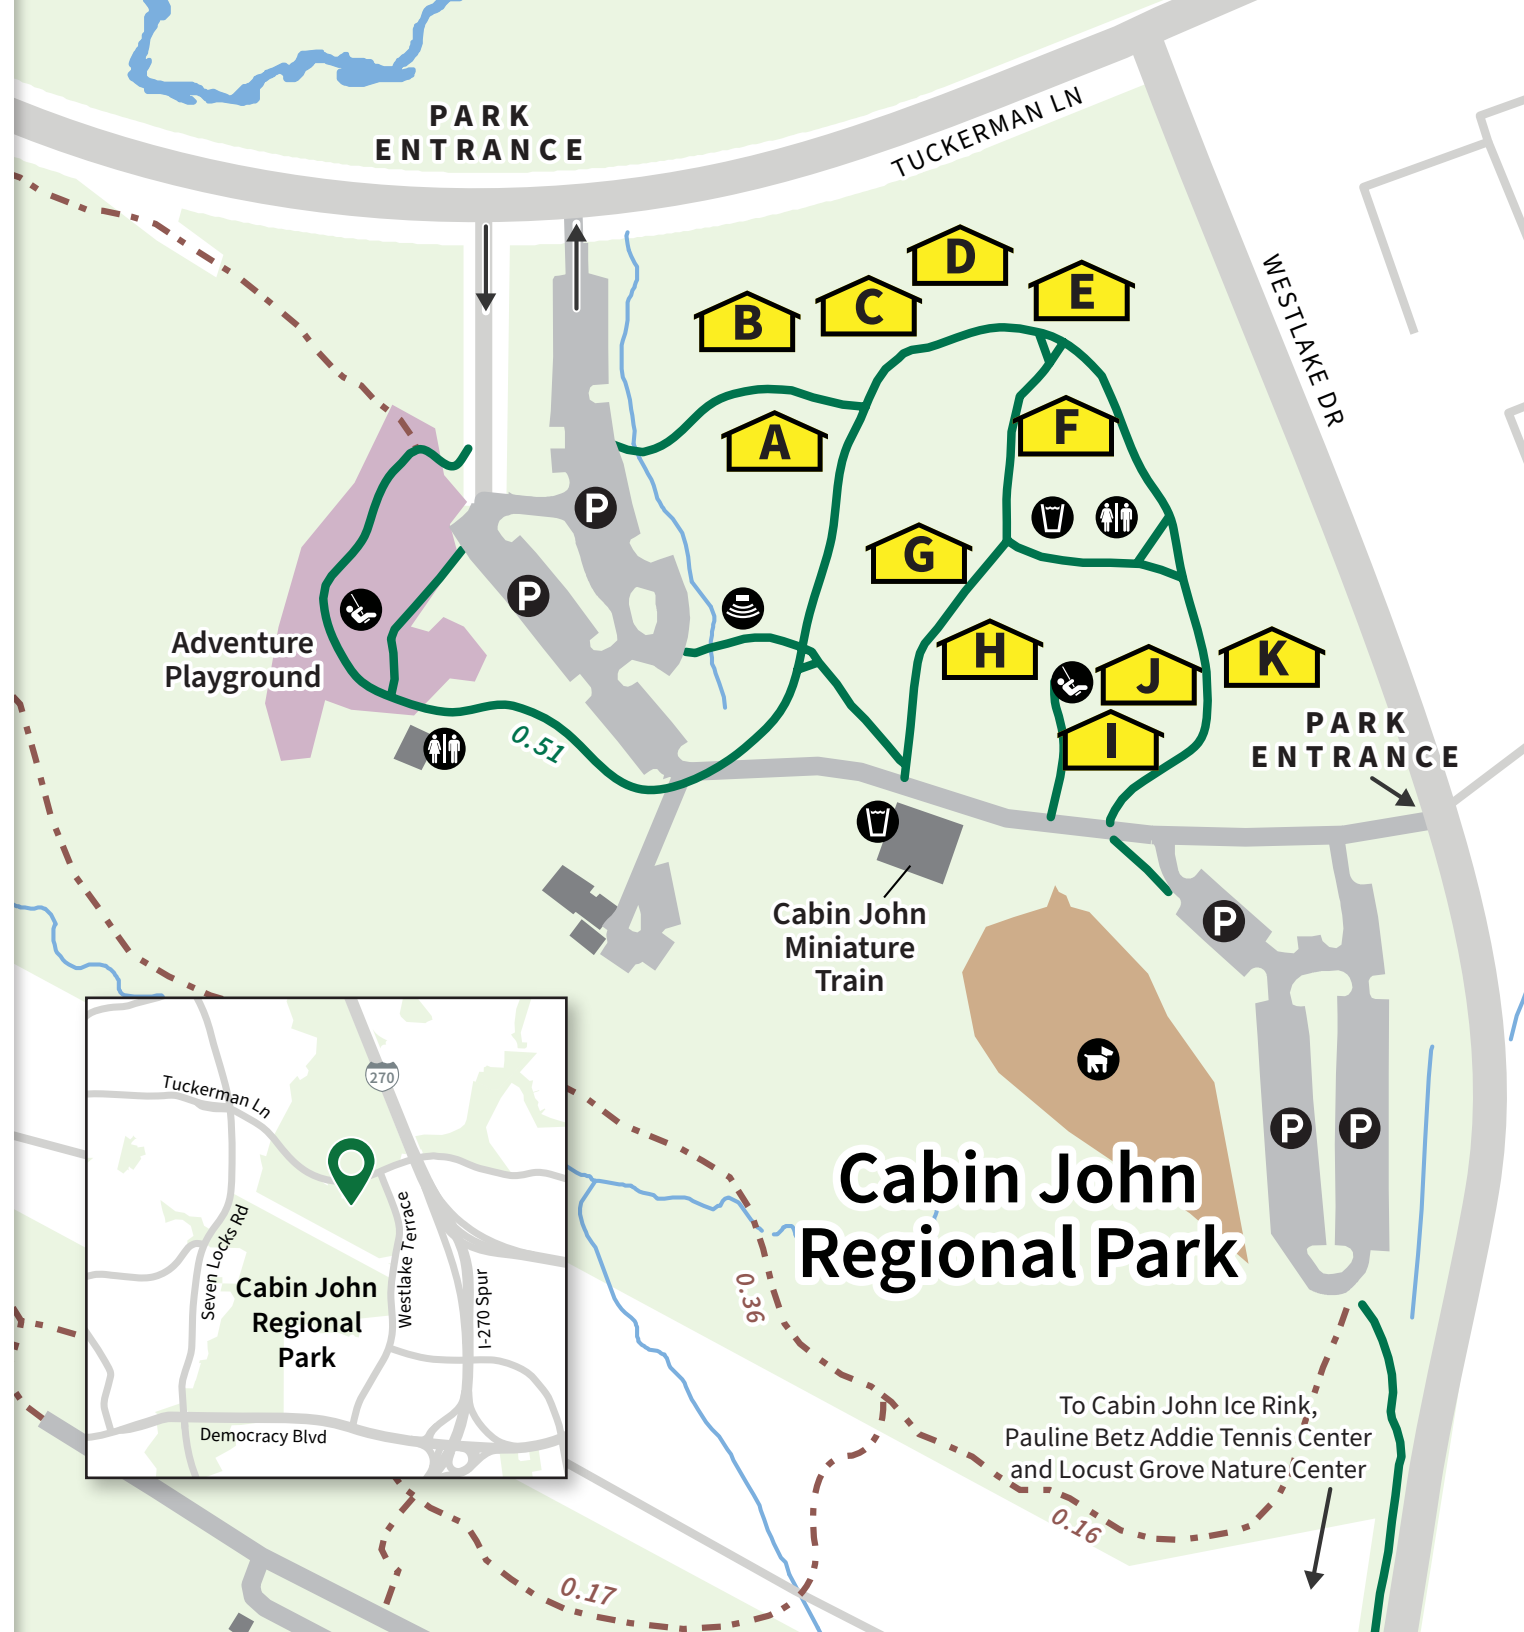 PARK
ENTRANCE
TUCKERMAN LN
WESTLAKE DR
D
E
C
B
F
A
P
G
P
H
J
K
I
Adventure
Playground
0.51
PARK
ENTRANCE
Cabin John
Miniature
Train
P
P
P
Cabin John
Regional Park
0.36
To Cabin John Ice Rink,
Pauline Betz Addie Tennis Center
and Locust Grove Nature Center
0.16
0.17
270
Tuckerman Ln
Seven Locks Rd
Westlake Terrace
I-270 Spur
Cabin John
Regional
Park
Democracy Blvd